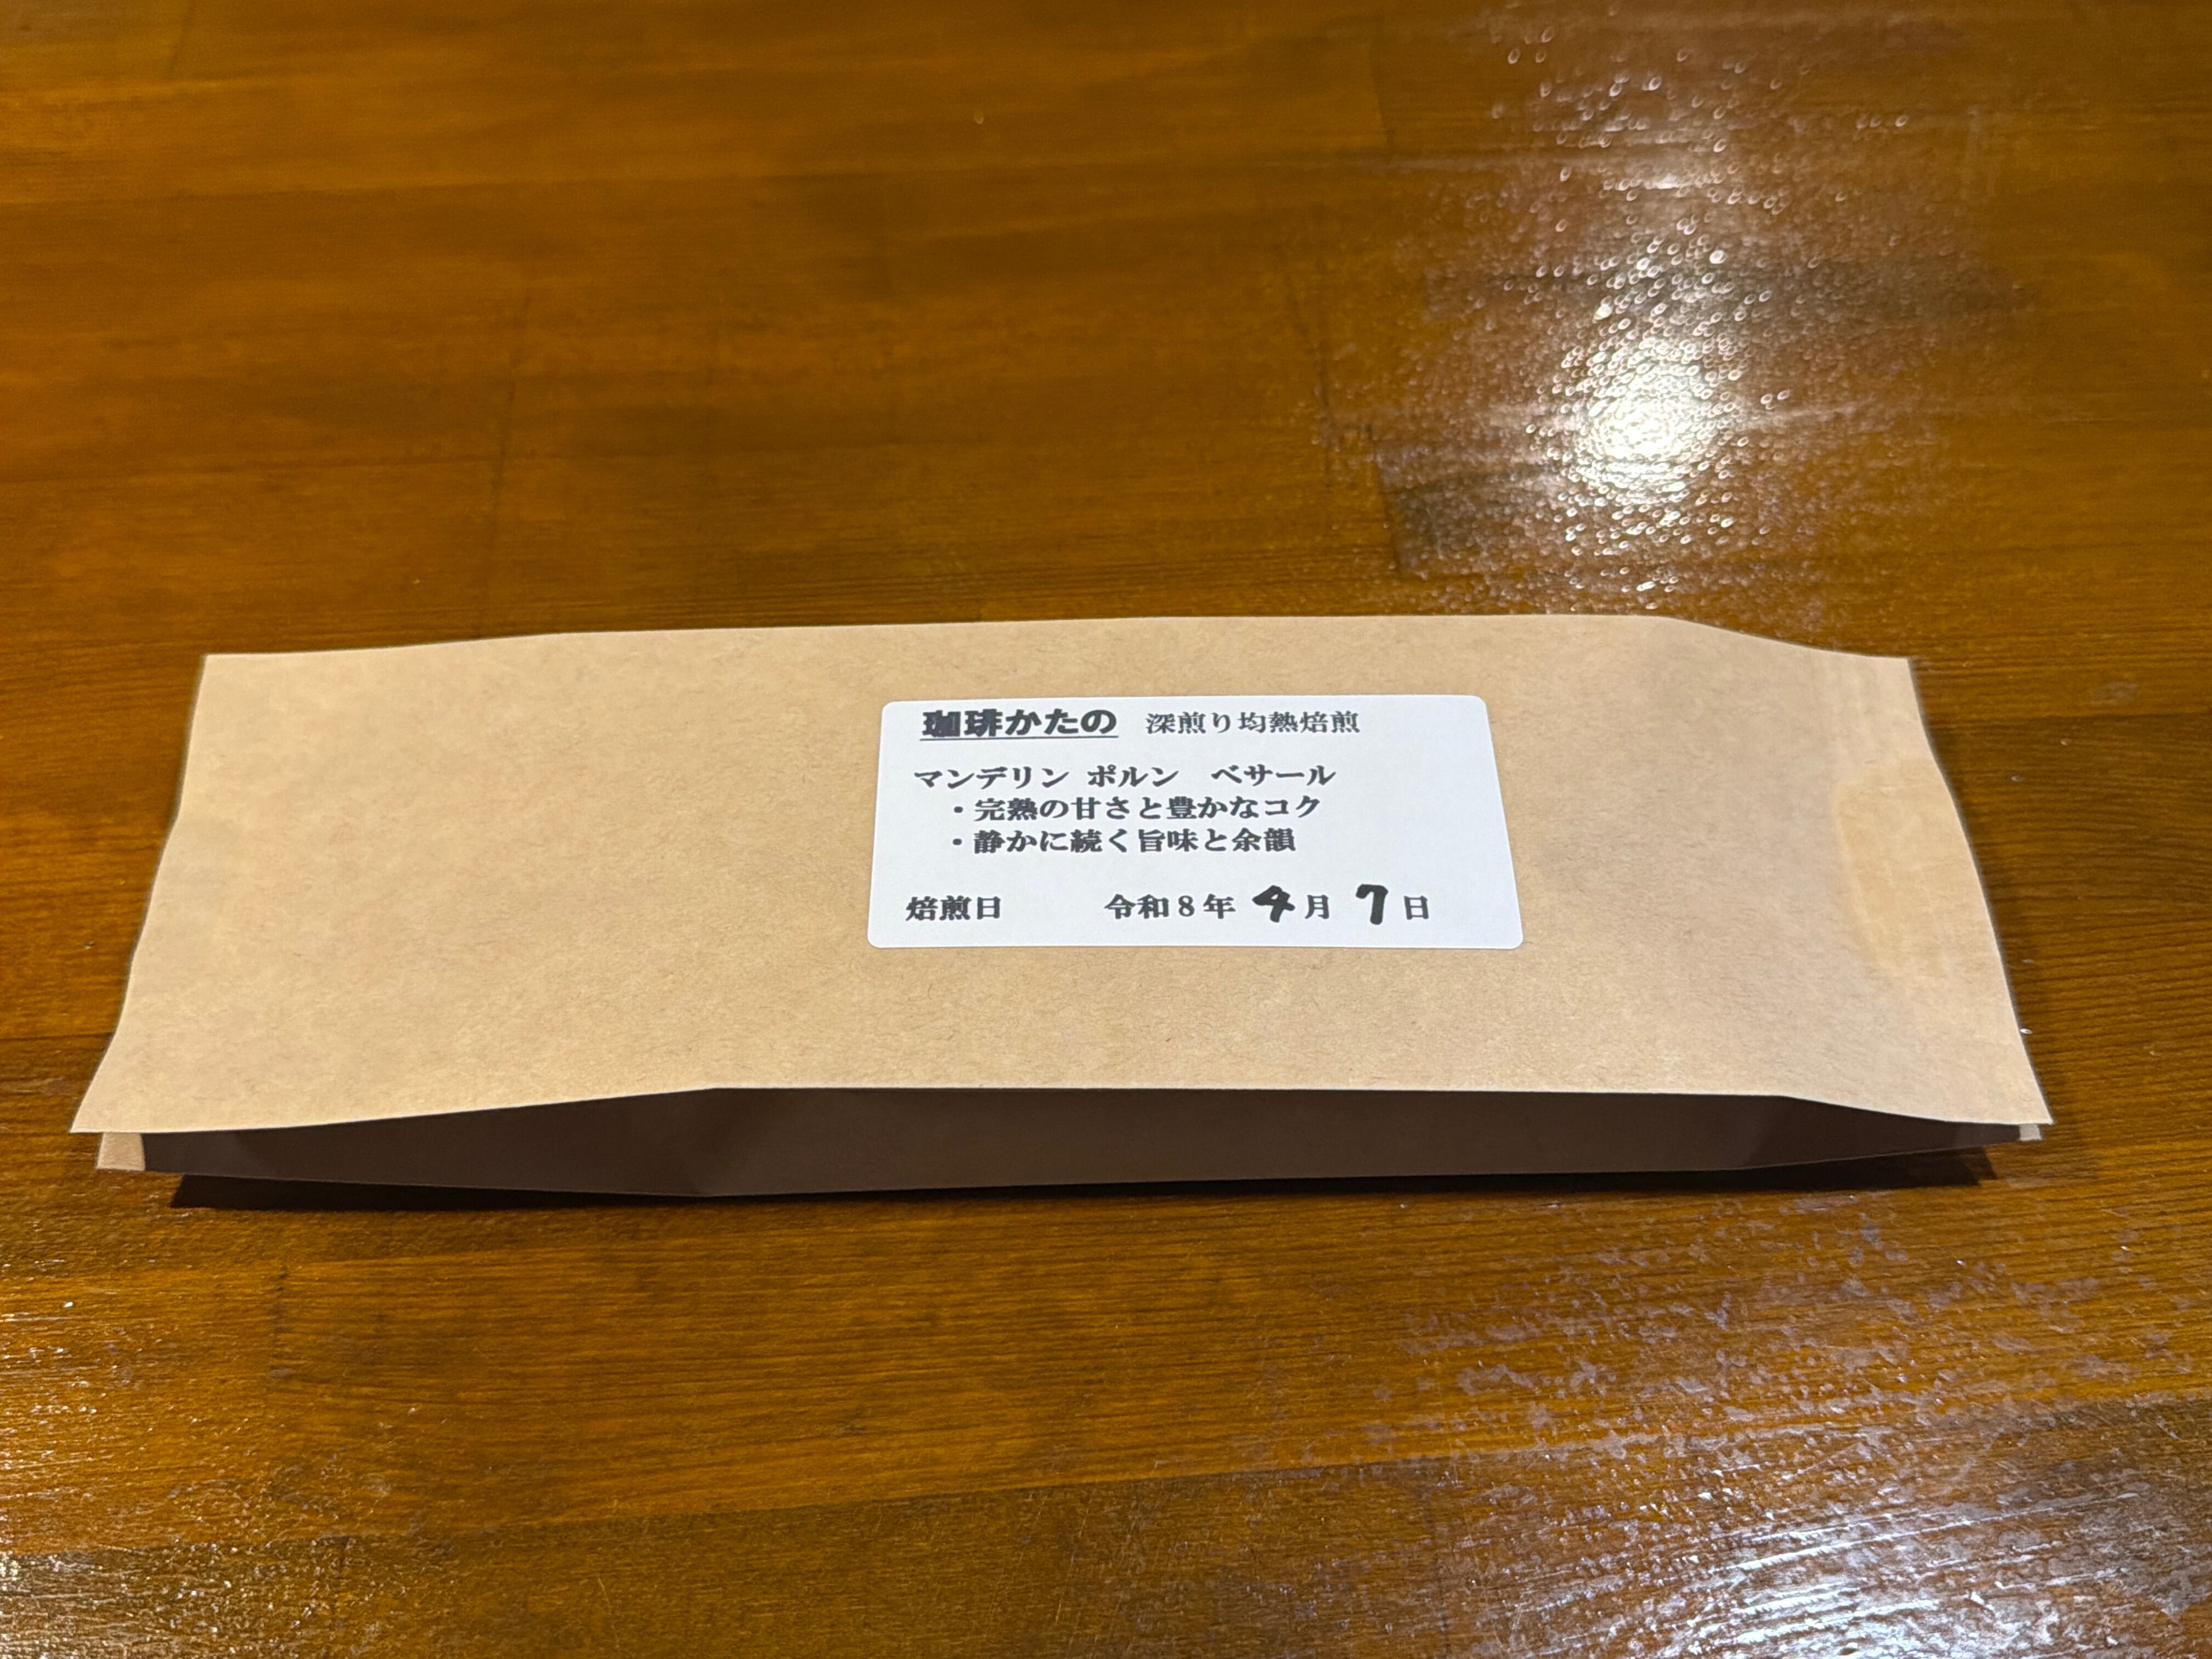 珈琲かたの 深煎り均熱焙煎
マンデリン ポルン ベサール
・完熟の甘さと豊かなコク
・静かに続く旨味と余韻
焙煎日 令和8年 4月 7日